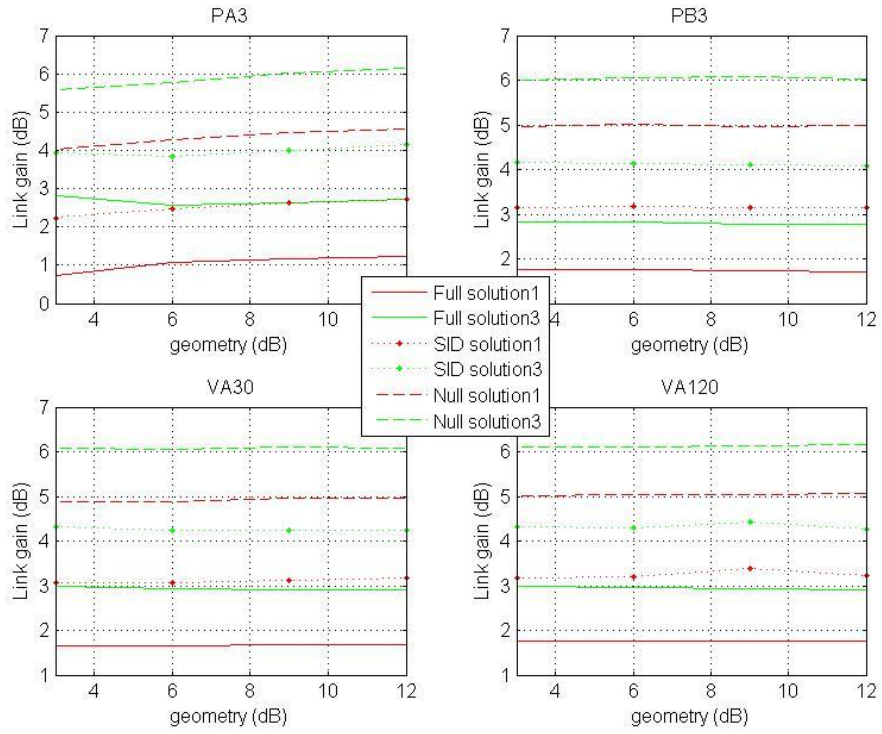 PA3
7
6
5
4
3
2
1
0
Link gain (dB)
4 6 8 10 12
geometry (dB)
PB3
7
6
5
4
3
2
Link gain (dB)
4 6 8 10 12
geometry (dB)
Full solution1
Full solution3
SID solution1
SID solution3
Null solution1
Null solution3
VA30
7
6
5
4
3
2
1
Link gain (dB)
4 6 8 10 12
geometry (dB)
VA120
7
6
5
4
3
2
1
Link gain (dB)
4 6 8 10 12
geometry (dB)